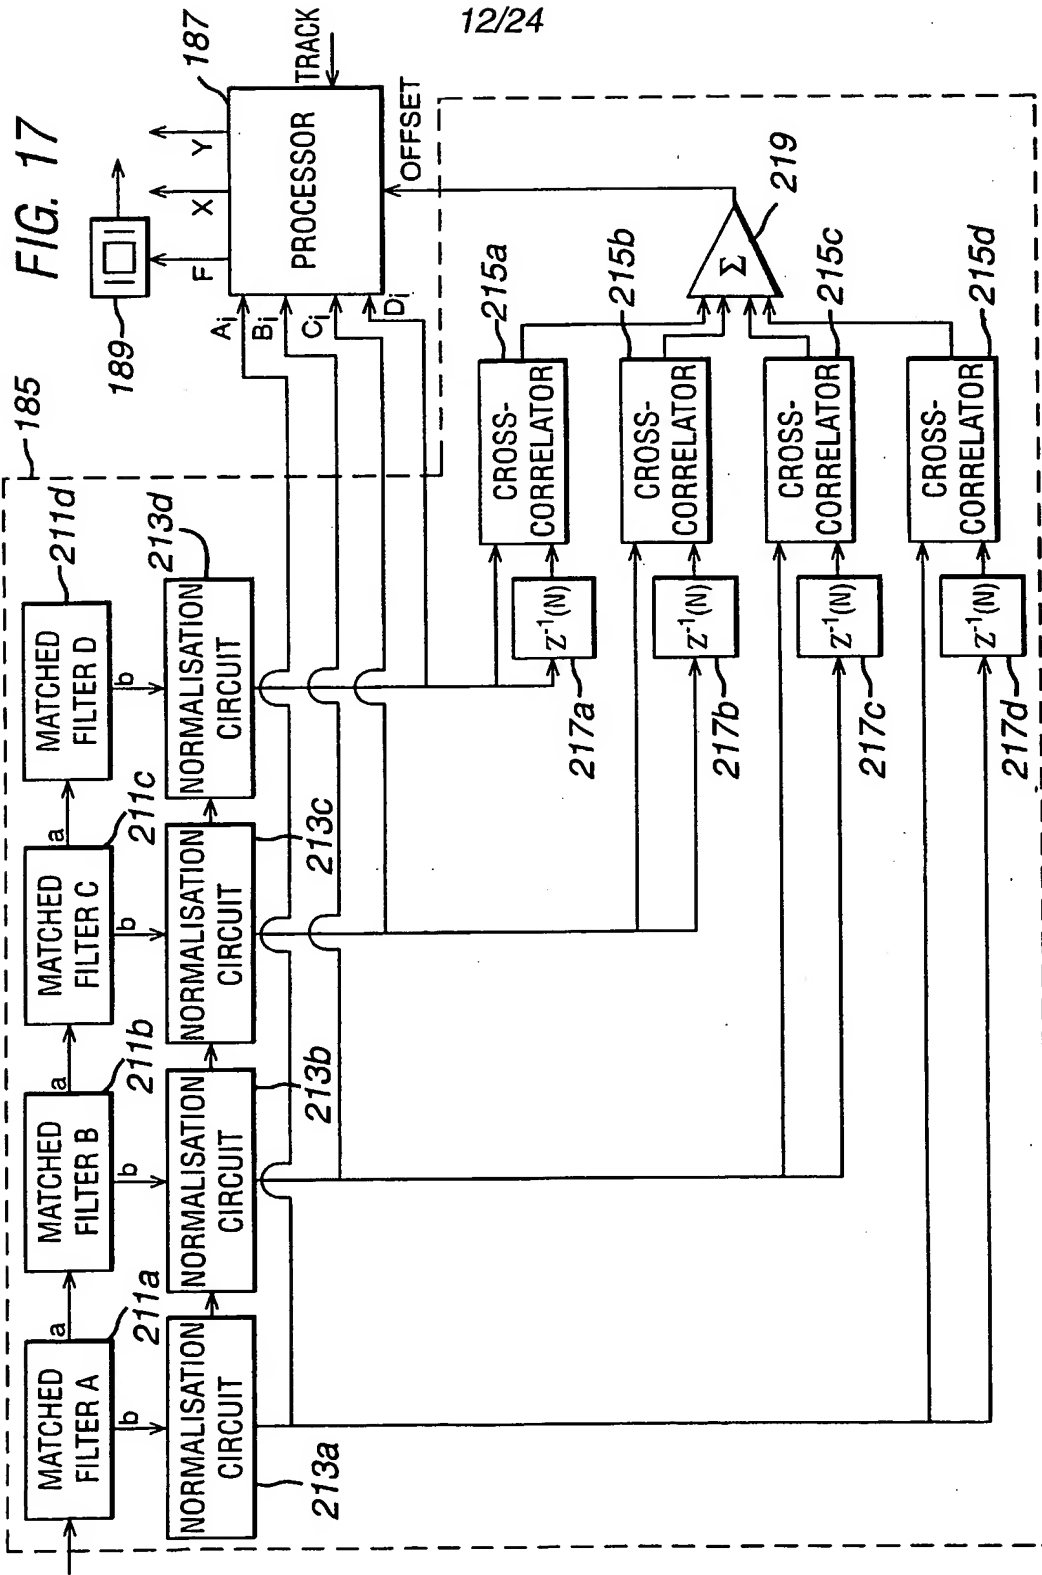 12/24
FIG. 17
185
MATCHED
FILTER A
211a
a
b
MATCHED
FILTER B
211b
a
b
MATCHED
FILTER C
211c
a
b
MATCHED
FILTER D
211d
b
NORMALISATION
CIRCUIT
213a
NORMALISATION
CIRCUIT
213b
NORMALISATION
CIRCUIT
213c
NORMALISATION
CIRCUIT
213d
189
F
X
Y
187
Ai
Bi
Ci
Di
PROCESSOR
TRACK
OFFSET
CROSS-
CORRELATOR
215a
Z-1(N)
217a
CROSS-
CORRELATOR
215b
Z-1(N)
217b
CROSS-
CORRELATOR
215c
Z-1(N)
217c
CROSS-
CORRELATOR
215d
Z-1(N)
217d
Σ
219